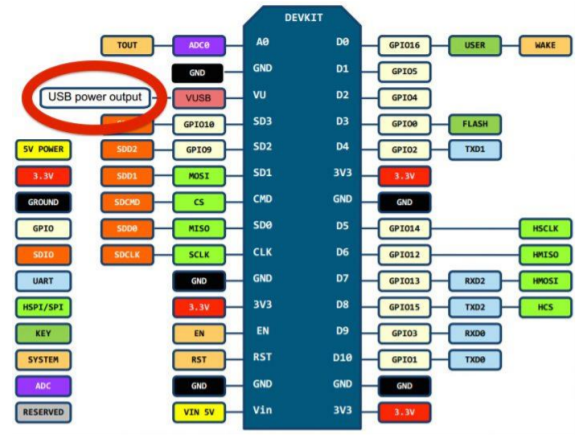 DEVKIT
TOUT ADC0 A0 D0 GPIO16 USER WAKE
GND GND D1 GPIO5
USB power output VUSB VU D2 GPIO4
GPIO10 SD3 D3 GPIO0 FLASH
5V POWER SDD2 GPIO9 SD2 D4 GPIO2 TXD1
3.3V SDD1 MOSI SD1 3V3 3.3V
GROUND SDCMD CS CMD GND GND
GPIO SDD0 MISO SD0 D5 GPIO14 HSCLK
SDIO SDCLK SCLK CLK D6 GPIO12 HMISO
UART GND GND D7 GPIO13 RXD2 HMOSI
HSPI/SPI 3.3V 3V3 D8 GPIO15 TXD2 HCS
KEY EN EN D9 GPIO3 RXD0
SYSTEM RST RST D10 GPIO1 TXD0
ADC GND GND GND GND
RESERVED VIN 5V Vin 3V3 3.3V